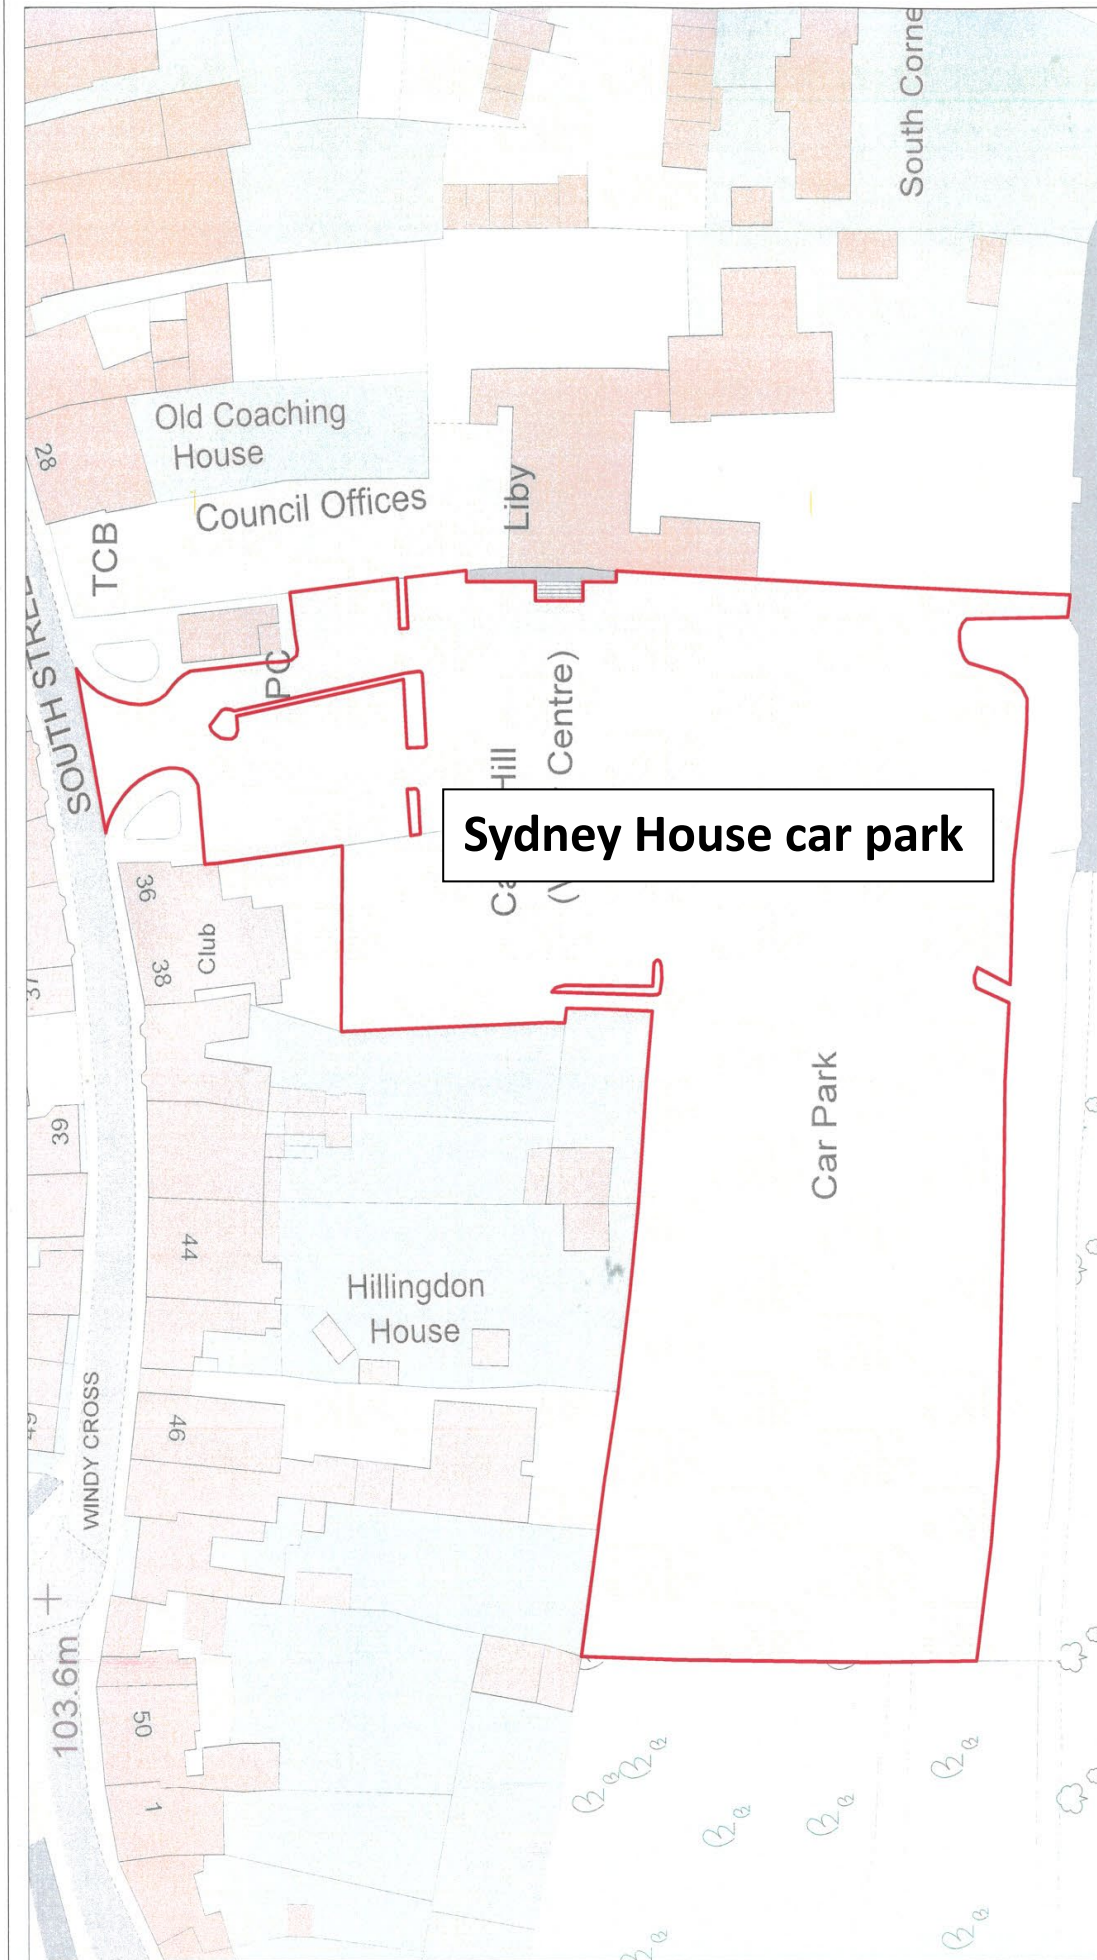 South Corne
Old Coaching
House
28
Council Offices
Liby
TCB
SOUTH STREE
PC
Hill
Centre)
Sydney House car park
36
38
Club
37
39
Car Park
44
Hillingdon
House
46
WINDY CROSS
103.6m
50
1